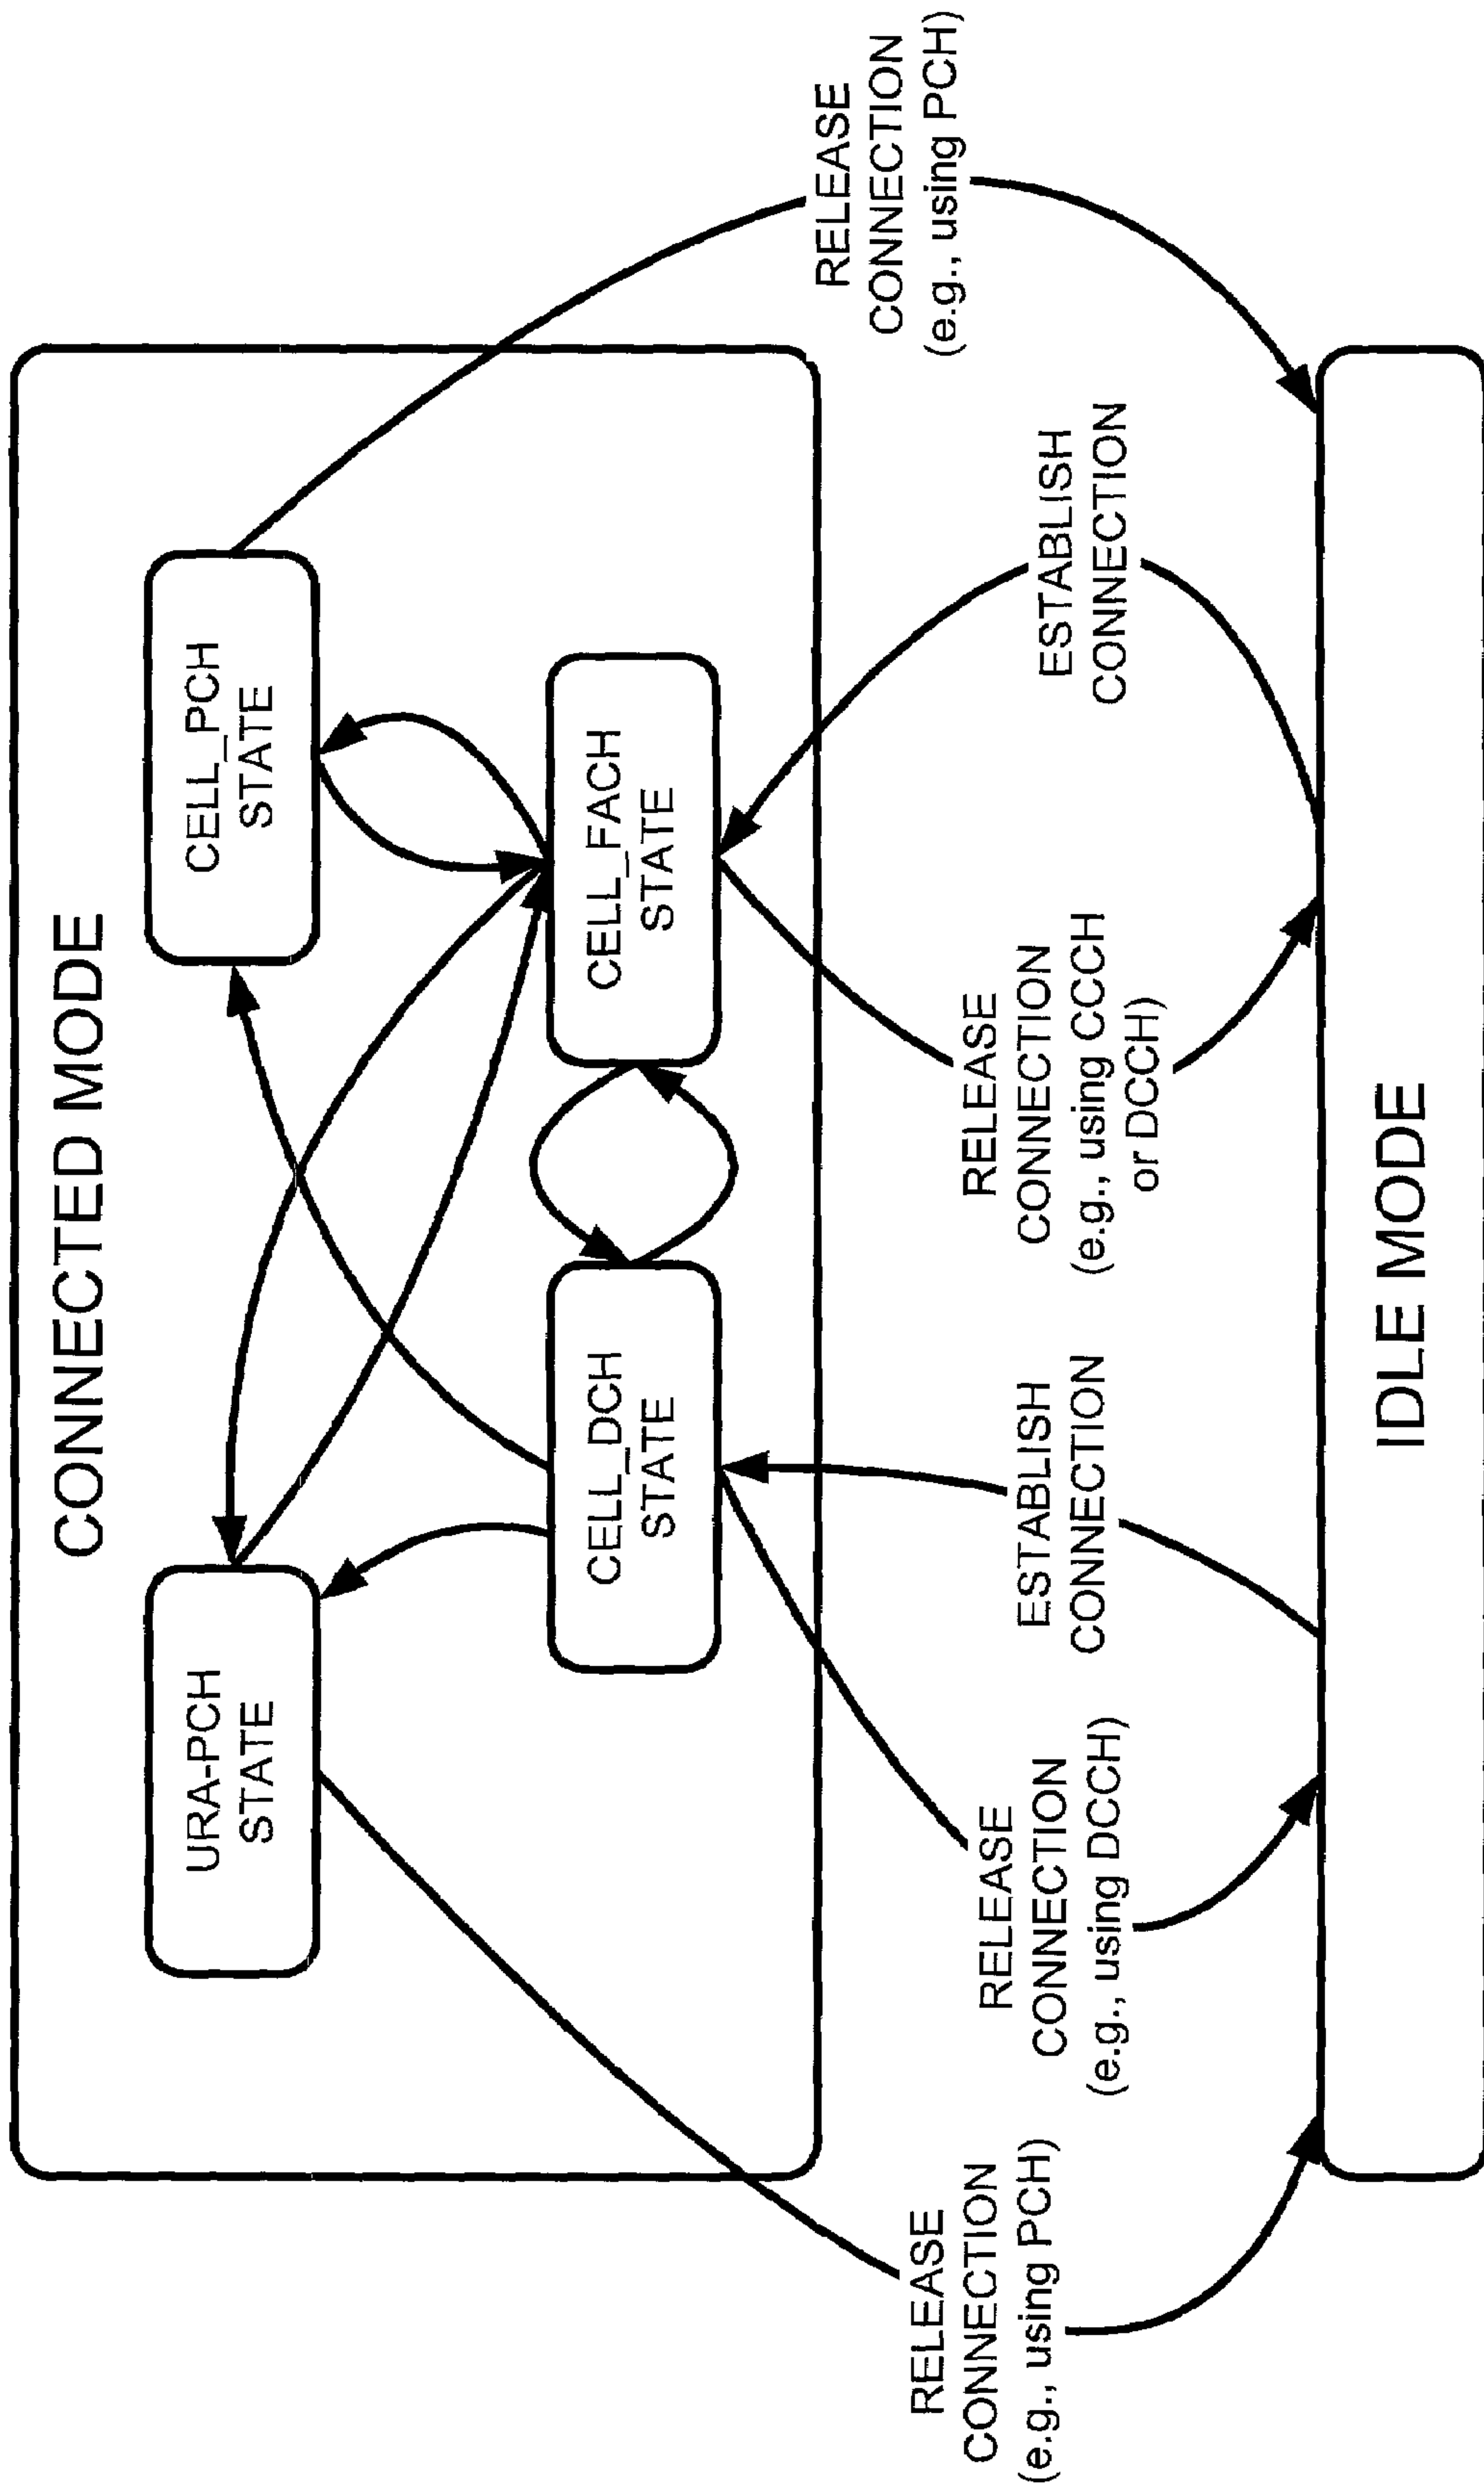 CONNECTED MODE
URA-PCH
STATE
CELL_PCH
STATE
CELL_DCH
STATE
CELL_FACH
STATE
RELEASE
CONNECTION
(e.g., using PCH)
RELEASE
CONNECTION
(e.g., using DCCH)
ESTABLISH
CONNECTION
RELEASE
CONNECTION
(e.g., using CCCH
or DCCH)
ESTABLISH
CONNECTION
RELEASE
CONNECTION
(e.g., using PCH)
IDLE MODE